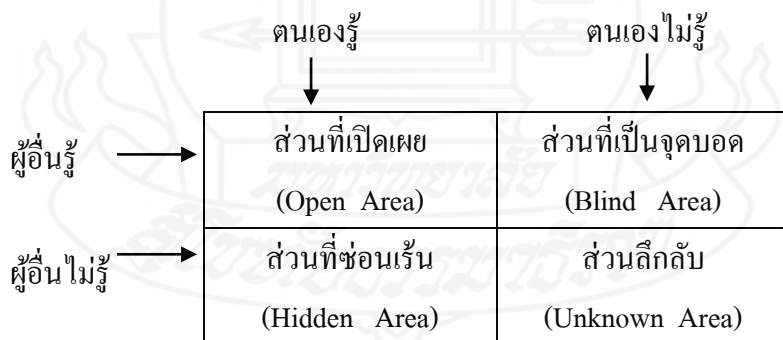 ตนเองรู้ ตนเองไม่รู้
ผู้อื่นรู้ ส่วนที่เปิดเผย ส่วนที่เป็นจุดบอด
(Open Area) (Blind Area)
ผู้อื่นไม่รู้ ส่วนที่ซ่อนเร้น ส่วนลึกลับ
(Hidden Area) (Unknown Area)